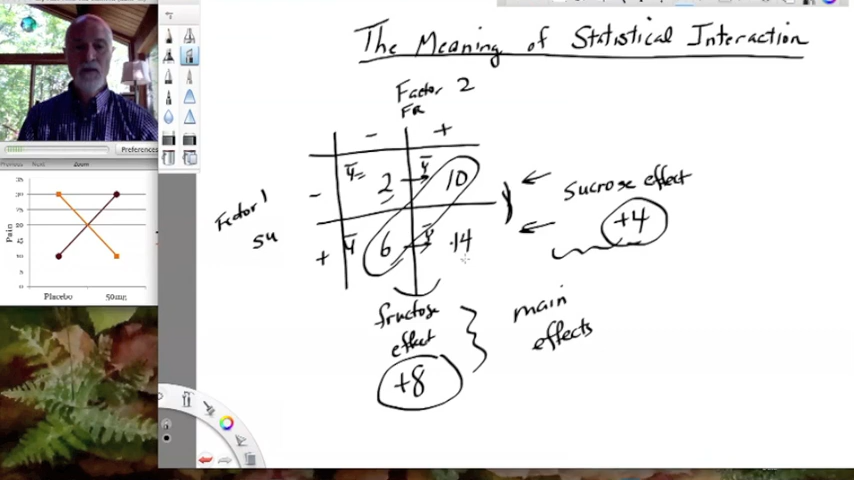 Preferences
The Meaning of Statistical Interaction
Factor 2
FR
- +
- ȳ= 2 ȳ= 10
Factor 1
SU
+ ȳ 6 ȳ 14
← sucrose effect
← +4
fructose
effect
+8
main
effects
Pain
Placebo 50mg